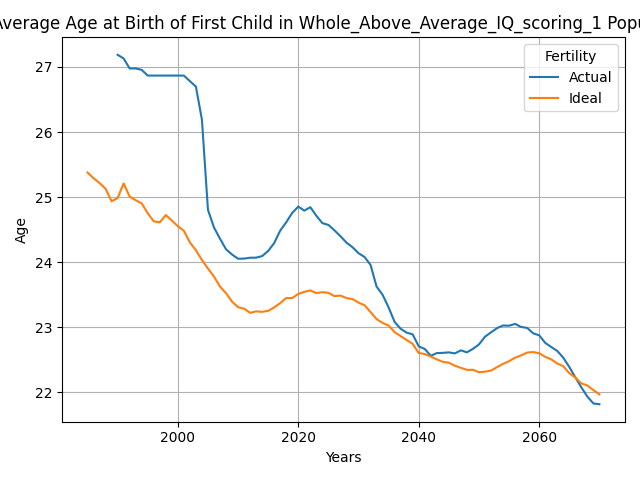 Average Age at Birth of First Child in Whole_Above_Average_IQ_scoring_1 Popu
Fertility
Actual
Ideal
27
26
25
24
23
22
Age
2000
2020
2040
2060
Years